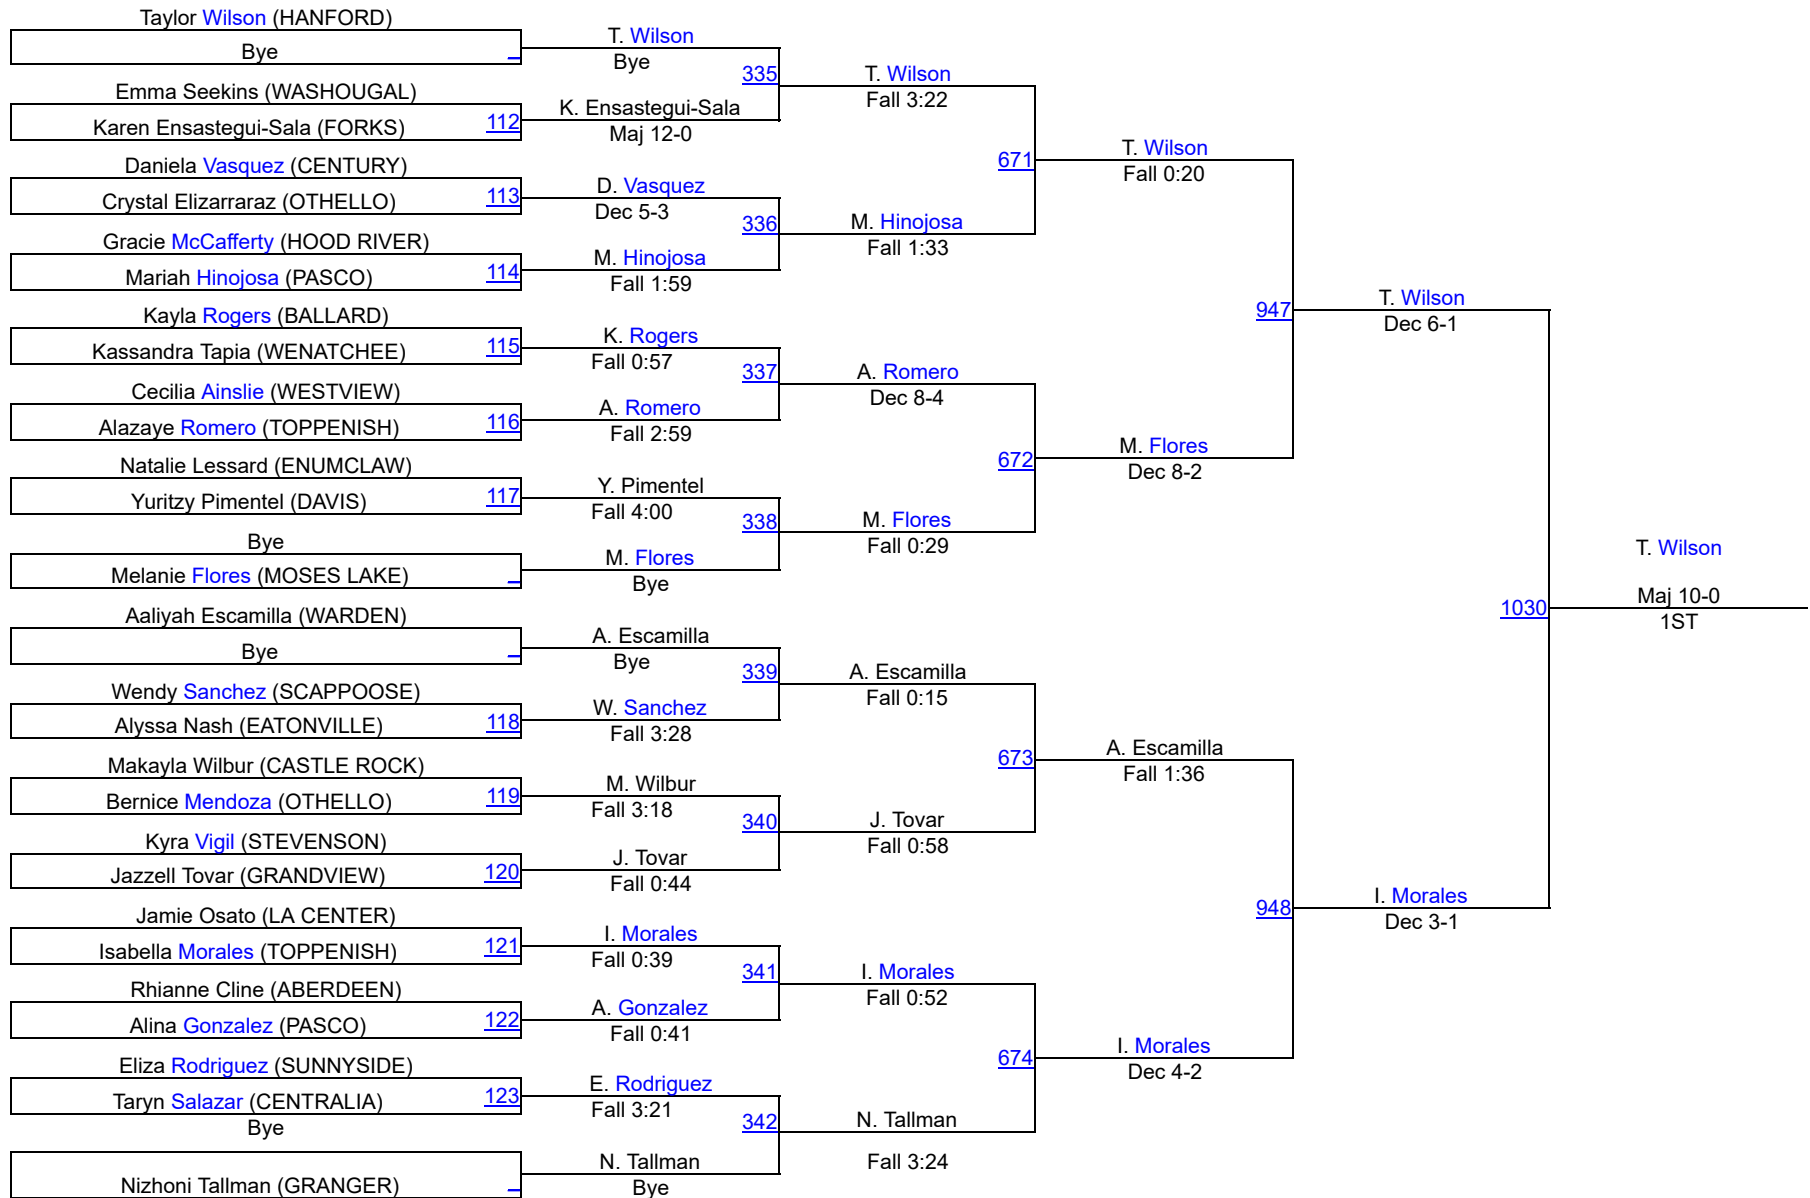 Taylor Wilson (HANFORD)
Bye
Emma Seekins (WASHOUGAL)
Karen Ensastegui-Sala (FORKS)
112
Daniela Vasquez (CENTURY)
Crystal Elizarraraz (OTHELLO)
113
Gracie McCafferty (HOOD RIVER)
Mariah Hinojosa (PASCO)
114
Kayla Rogers (BALLARD)
Kassandra Tapia (WENATCHEE)
115
Cecilia Ainslie (WESTVIEW)
Alazaye Romero (TOPPENISH)
116
Natalie Lessard (ENUMCLAW)
Yuritzy Pimentel (DAVIS)
117
Bye
Melanie Flores (MOSES LAKE)
Aaliyah Escamilla (WARDEN)
Bye
Wendy Sanchez (SCAPPOOSE)
Alyssa Nash (EATONVILLE)
118
Makayla Wilbur (CASTLE ROCK)
Bernice Mendoza (OTHELLO)
119
Kyra Vigil (STEVENSON)
Jazzell Tovar (GRANDVIEW)
120
Jamie Osato (LA CENTER)
Isabella Morales (TOPPENISH)
121
Rhianne Cline (ABERDEEN)
Alina Gonzalez (PASCO)
122
Eliza Rodriguez (SUNNYSIDE)
Taryn Salazar (CENTRALIA)
123
Bye
Nizhoni Tallman (GRANGER)
T. Wilson
Bye
335
K. Ensastegui-Sala
Maj 12-0
D. Vasquez
Dec 5-3
336
M. Hinojosa
Fall 1:59
K. Rogers
Fall 0:57
337
A. Romero
Fall 2:59
Y. Pimentel
Fall 4:00
338
M. Flores
Bye
A. Escamilla
Bye
339
W. Sanchez
Fall 3:28
M. Wilbur
Fall 3:18
340
J. Tovar
Fall 0:44
I. Morales
Fall 0:39
341
A. Gonzalez
Fall 0:41
E. Rodriguez
Fall 3:21
342
N. Tallman
Bye
T. Wilson
Fall 3:22
671
M. Hinojosa
Fall 1:33
A. Romero
Dec 8-4
672
M. Flores
Fall 0:29
A. Escamilla
Fall 0:15
673
J. Tovar
Fall 0:58
I. Morales
Fall 0:52
674
N. Tallman
Fall 3:24
T. Wilson
Fall 0:20
947
M. Flores
Dec 8-2
A. Escamilla
Fall 1:36
948
I. Morales
Dec 4-2
T. Wilson
Dec 6-1
1030
I. Morales
Dec 3-1
T. Wilson
Maj 10-0
1ST